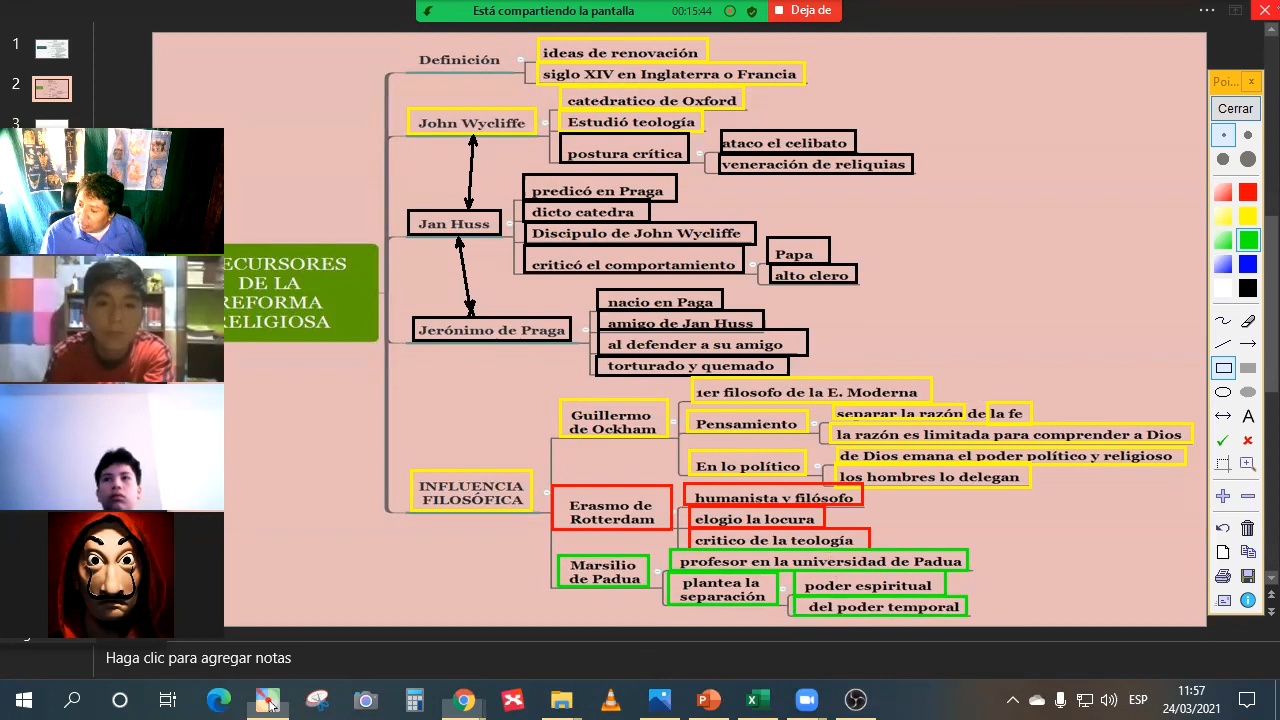 Está compartiendo la pantalla
00:15:44
Deja de
1
2
3
Definición
ideas de renovación
siglo XIV en Inglaterra o Francia
John Wycliffe
catedratico de Oxford
Estudió teología
postura crítica
ataco el celibato
veneración de reliquias
Jan Huss
predicó en Praga
dicto catedra
Discipulo de John Wycliffe
criticó el comportamiento
Papa
alto clero
ECURSORES
DE LA
REFORMA
RELIGIOSA
Jerónimo de Praga
nacio en Paga
amigo de Jan Huss
al defender a su amigo
torturado y quemado
INFLUENCIA
FILOSÓFICA
Guillermo
de Ockham
1er filosofo de la E. Moderna
Pensamiento
separar la razón de la fe
la razón es limitada para comprender a Dios
En lo político
de Dios emana el poder político y religioso
los hombres lo delegan
Erasmo de
Rotterdam
humanista y filósofo
elogio la locura
critico de la teología
Marsilio
de Padua
profesor en la universidad de Padua
plantea la
separación
poder espiritual
del poder temporal
Poi...
Cerrar
A
Haga clic para agregar notas
ESP
11:57
24/03/2021